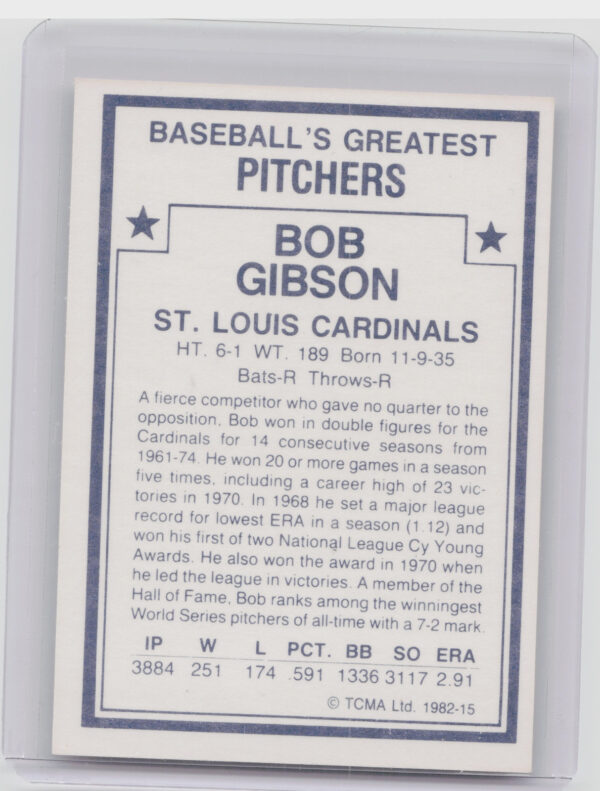 BASEBALL'S GREATEST
PITCHERS
BOB
GIBSON
ST. LOUIS CARDINALS
HT. 6-1 WT. 189 Born 11-9-35
Bats-R Throws-R
A fierce competitor who gave no quarter to the
opposition, Bob won in double figures for the
Cardinals for 14 consecutive seasons from
1961-74. He won 20 or more games in a season
five times, including a career high of 23 vic-
tories in 1970. In 1968 he set a major league
record for lowest ERA in a season (1.12) and
won his first of two National League Cy Young
Awards. He also won the award in 1970 when
he led the league in victories. A member of the
Hall of Fame, Bob ranks among the winningest
World Series pitchers of all-time with a 7-2 mark.
IP W L PCT. BB SO ERA
3884 251 174 .591 1336 3117 2.91
© TCMA Ltd. 1982-15